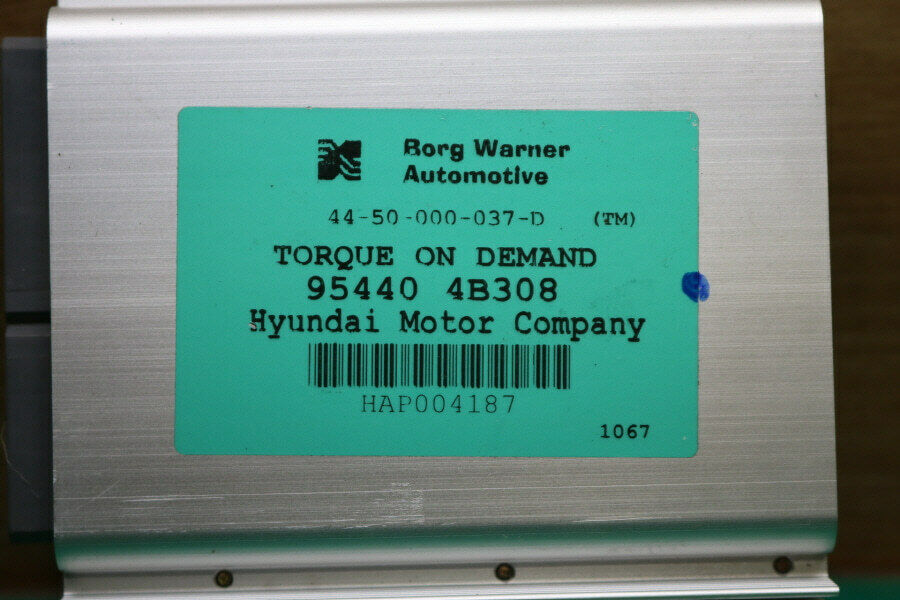 Borg Warner
Automotive
44-50-000-037-D (TM)
TORQUE ON DEMAND
95440 4B308
Hyundai Motor Company
HAP004187
1067